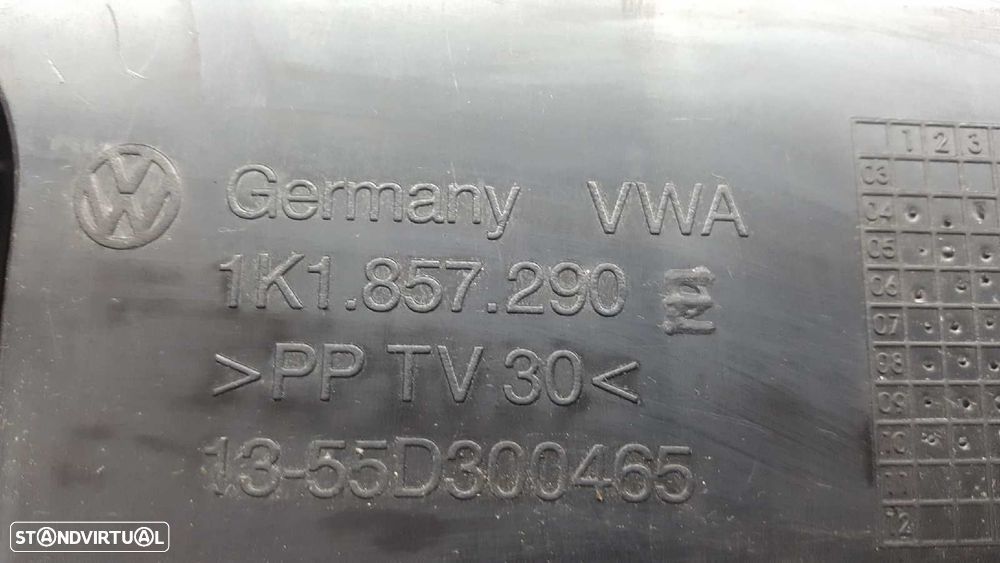 1 2 3
03
Germany VWA
04
05
1K1.857.290 E
06
07
>PP TV 30<
08
09
13-55D300465
10
11
12
STANDVIRTUAL